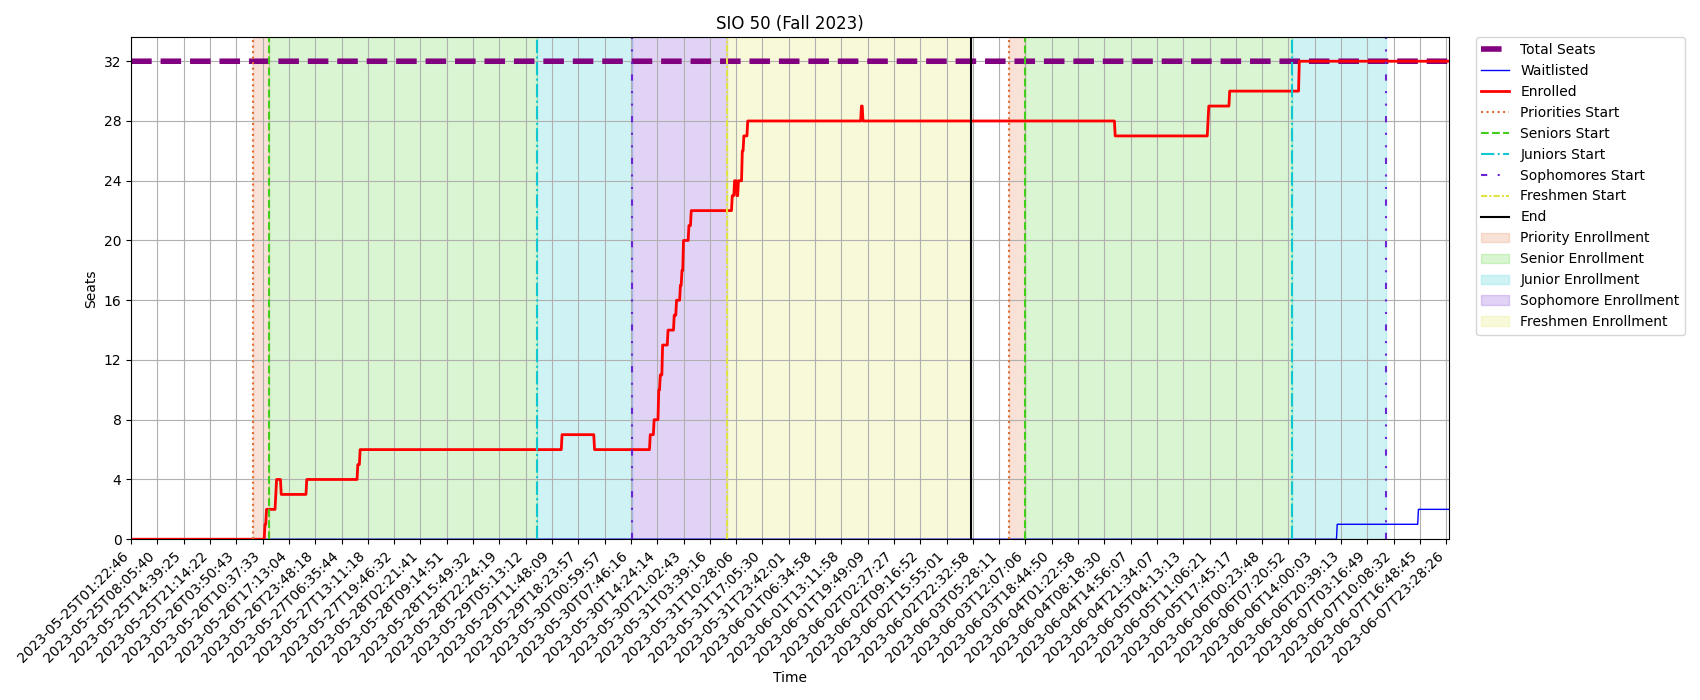 SIO 50 (Fall 2023)
32
28
24
20
16
12
8
4
0
Seats
2023-05-25T01:22:46
2023-05-25T08:05:40
2023-05-25T14:39:25
2023-05-25T21:14:22
2023-05-26T03:50:43
2023-05-26T10:37:33
2023-05-26T17:13:04
2023-05-26T23:48:18
2023-05-27T06:35:44
2023-05-27T13:11:18
2023-05-27T19:46:32
2023-05-28T02:21:41
2023-05-28T09:14:51
2023-05-28T15:49:32
2023-05-28T22:24:19
2023-05-29T05:13:12
2023-05-29T11:48:09
2023-05-29T18:23:57
2023-05-30T00:59:57
2023-05-30T07:46:16
2023-05-30T14:24:14
2023-05-30T21:02:43
2023-05-31T03:39:16
2023-05-31T10:28:06
2023-05-31T17:05:30
2023-05-31T23:42:01
2023-06-01T06:34:58
2023-06-01T13:11:58
2023-06-01T19:49:09
2023-06-02T02:27:27
2023-06-02T09:16:52
2023-06-02T15:55:01
2023-06-02T22:32:58
2023-06-03T05:28:11
2023-06-03T12:07:06
2023-06-03T18:44:50
2023-06-04T01:22:58
2023-06-04T08:18:30
2023-06-04T14:56:07
2023-06-04T21:34:07
2023-06-05T04:13:13
2023-06-05T11:06:21
2023-06-05T17:45:17
2023-06-06T00:23:48
2023-06-06T07:20:52
2023-06-06T14:00:03
2023-06-06T20:39:13
2023-06-07T03:16:49
2023-06-07T10:08:32
2023-06-07T16:48:45
2023-06-07T23:28:26
Time
Total Seats
Waitlisted
Enrolled
Priorities Start
Seniors Start
Juniors Start
Sophomores Start
Freshmen Start
End
Priority Enrollment
Senior Enrollment
Junior Enrollment
Sophomore Enrollment
Freshmen Enrollment